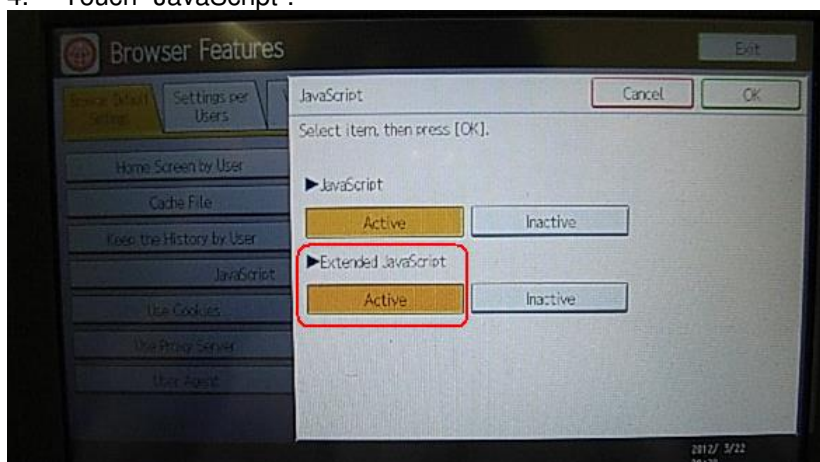 4. Touch "JavaScript".
Browser Features
Exit
Settings per
Users
JavaScript
Cancel
OK
Select item, then press [OK].
Home Screen by User
Cache File
Keep the History by User
JavaScript
Use Cookies
Use Proxy Server
User Agent
►JavaScript
Active
Inactive
►Extended JavaScript
Active
Inactive
2012/ 3/22